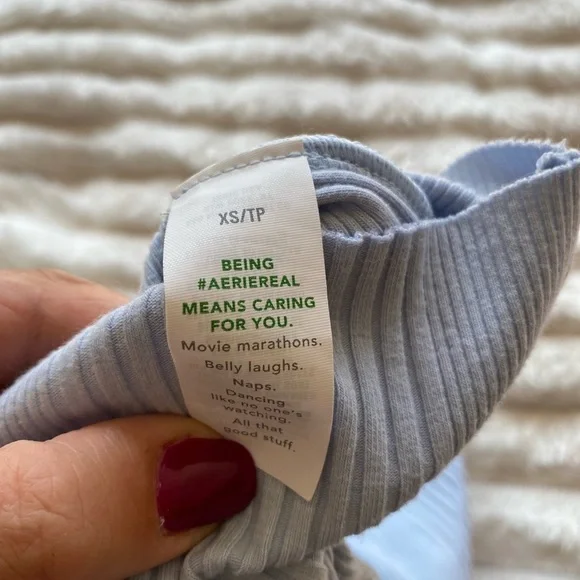 XS/TP
BEING
#AERIEREAL
MEANS CARING
FOR YOU.
Movie marathons.
Belly laughs.
Naps.
Dancing
like no one's
watching.
All that
good stuff.